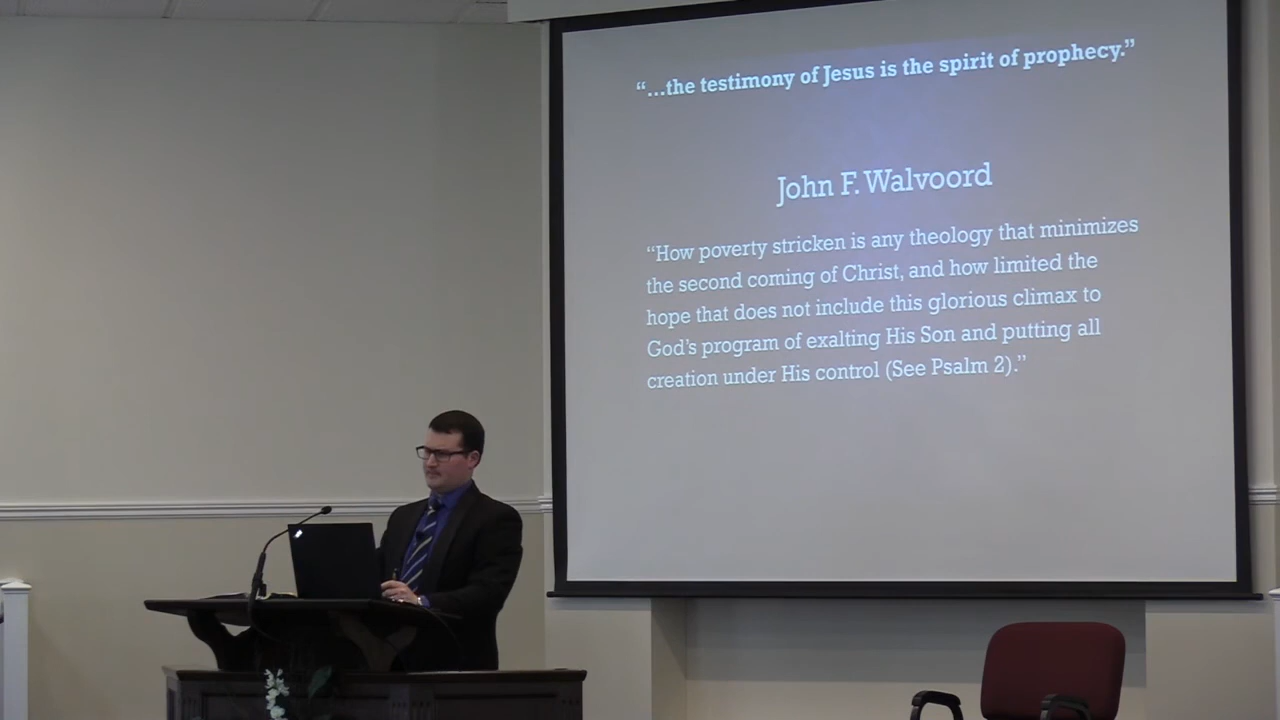 “...the testimony of Jesus is the spirit of prophecy.”
John F. Walvoord
“How poverty stricken is any theology that minimizes
the second coming of Christ, and how limited the
hope that does not include this glorious climax to
God’s program of exalting His Son and putting all
creation under His control (See Psalm 2).”